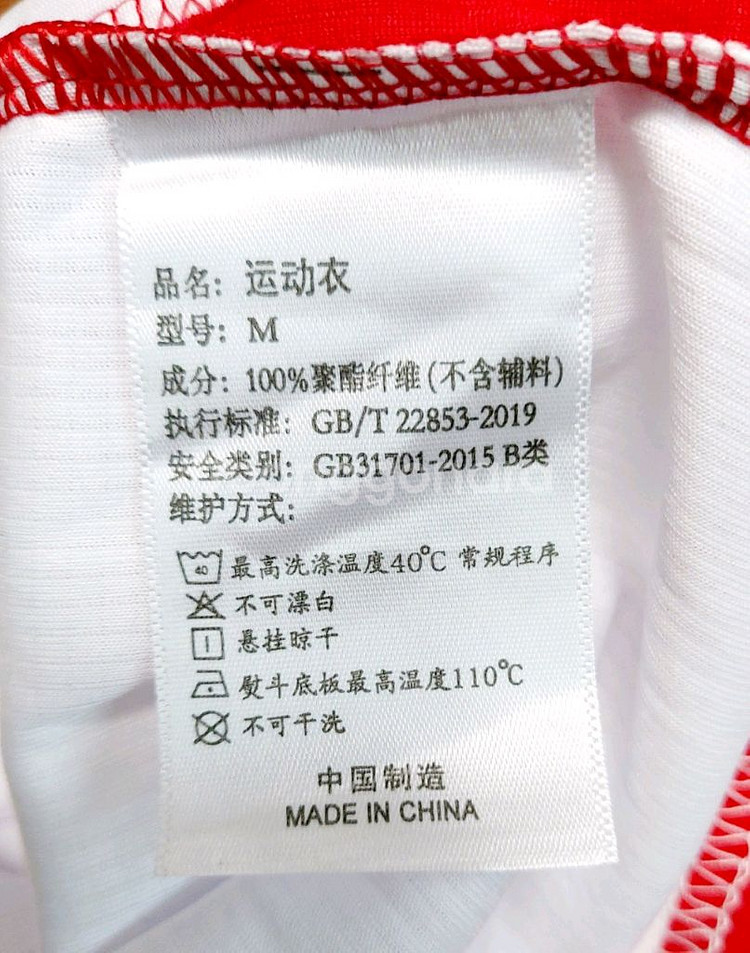 品名：运动衣
型号：M
成分：100%聚酯纤维(不含辅料)
执行标准：GB/T 22853-2019
安全类别：GB31701-2015 B类
维护方式：
40 最高洗涤温度40℃ 常规程序
不可漂白
悬挂晾干
熨斗底板最高温度110℃
不可干洗
中国制造
MADE IN CHINA